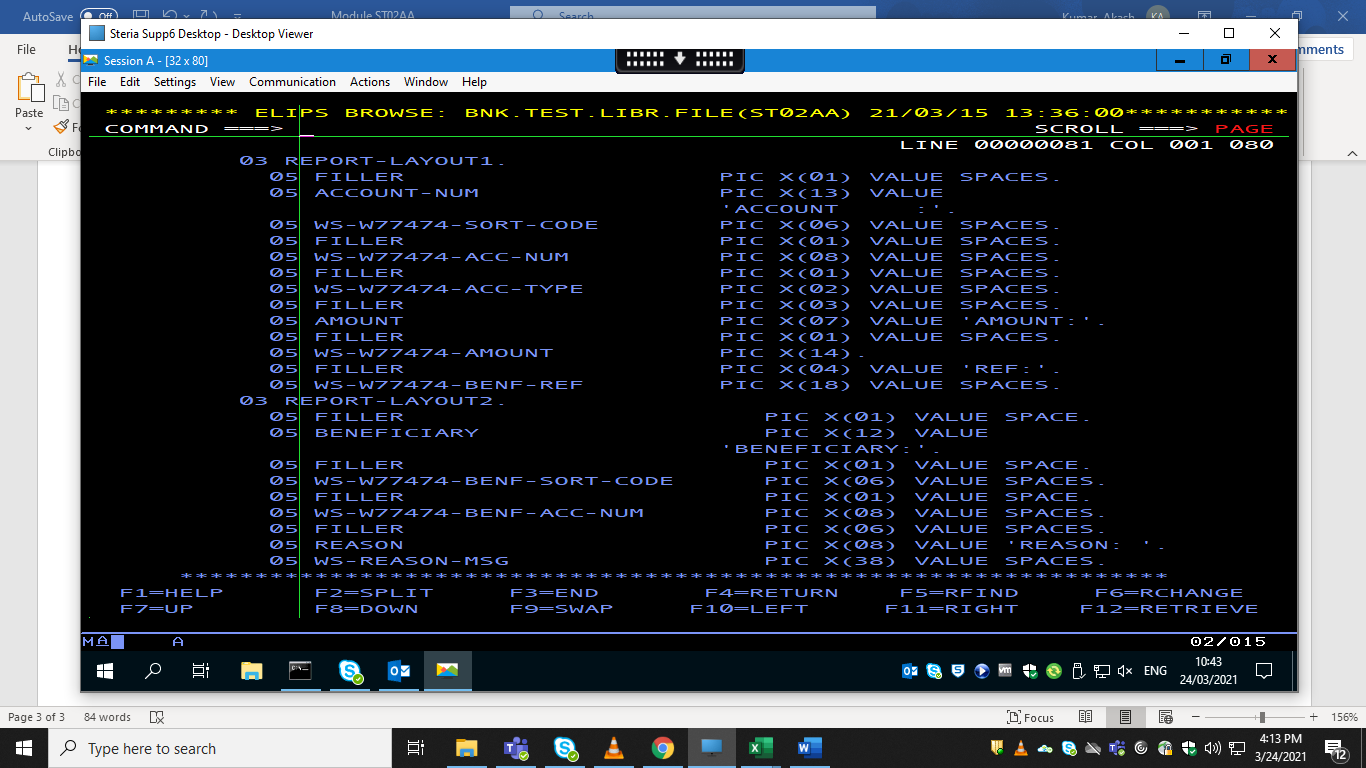 AutoSave Off Module ST02AA Search Kumar, Akash KA
Steria Supp6 Desktop - Desktop Viewer
File
Session A - [32 x 80]
File Edit Settings View Communication Actions Window Help
Paste
********* ELIPS BROWSE: BNK.TEST.LIBR.FILE(ST02AA) 21/03/15 13:36:00***********
COMMAND ===> SCROLL ===> PAGE
LINE 00000081 COL 001 080
03 REPORT-LAYOUT1.
05 FILLER PIC X(01) VALUE SPACES.
05 ACCOUNT-NUM PIC X(13) VALUE
'ACCOUNT :'.
05 WS-W77474-SORT-CODE PIC X(06) VALUE SPACES.
05 FILLER PIC X(01) VALUE SPACES.
05 WS-W77474-ACC-NUM PIC X(08) VALUE SPACES.
05 FILLER PIC X(01) VALUE SPACES.
05 WS-W77474-ACC-TYPE PIC X(02) VALUE SPACES.
05 FILLER PIC X(03) VALUE SPACES.
05 AMOUNT PIC X(07) VALUE 'AMOUNT:'.
05 FILLER PIC X(01) VALUE SPACES.
05 WS-W77474-AMOUNT PIC X(14).
05 FILLER PIC X(04) VALUE 'REF:'.
05 WS-W77474-BENF-REF PIC X(18) VALUE SPACES.
03 REPORT-LAYOUT2.
05 FILLER PIC X(01) VALUE SPACE.
05 BENEFICIARY PIC X(12) VALUE
'BENEFICIARY:'.
05 FILLER PIC X(01) VALUE SPACE.
05 WS-W77474-BENF-SORT-CODE PIC X(06) VALUE SPACES.
05 FILLER PIC X(01) VALUE SPACE.
05 WS-W77474-BENF-ACC-NUM PIC X(08) VALUE SPACES.
05 FILLER PIC X(06) VALUE SPACES.
05 REASON PIC X(08) VALUE 'REASON: '.
05 WS-REASON-MSG PIC X(38) VALUE SPACES.
******************************************************************
F1=HELP F2=SPLIT F3=END F4=RETURN F5=RFIND F6=RCHANGE
F7=UP F8=DOWN F9=SWAP F10=LEFT F11=RIGHT F12=RETRIEVE
MA A 02/015
ENG 10:43
24/03/2021
Page 3 of 3 84 words Focus 156%
Type here to search 4:13 PM
3/24/2021 12